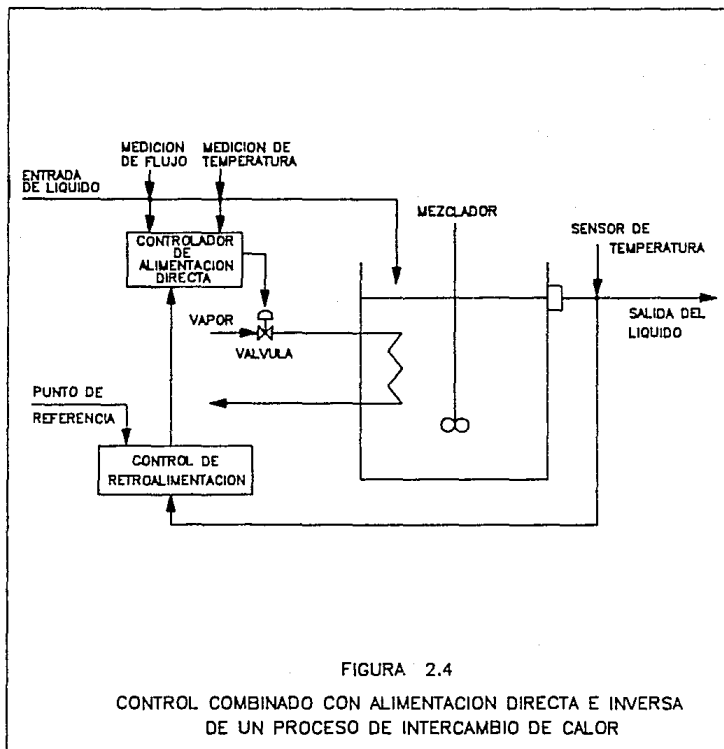 MEDICION
DE FLUJO
MEDICION DE
TEMPERATURA
ENTRADA
DE LIQUIDO
MEZCLADOR
SENSOR DE
TEMPERATURA
CONTROLADOR
DE
ALIMENTACION
DIRECTA
VAPOR
VALVULA
SALIDA DEL
LIQUIDO
PUNTO DE
REFERENCIA
CONTROL DE
RETROALIMENTACION
FIGURA 2.4
CONTROL COMBINADO CON ALIMENTACION DIRECTA E INVERSA
DE UN PROCESO DE INTERCAMBIO DE CALOR